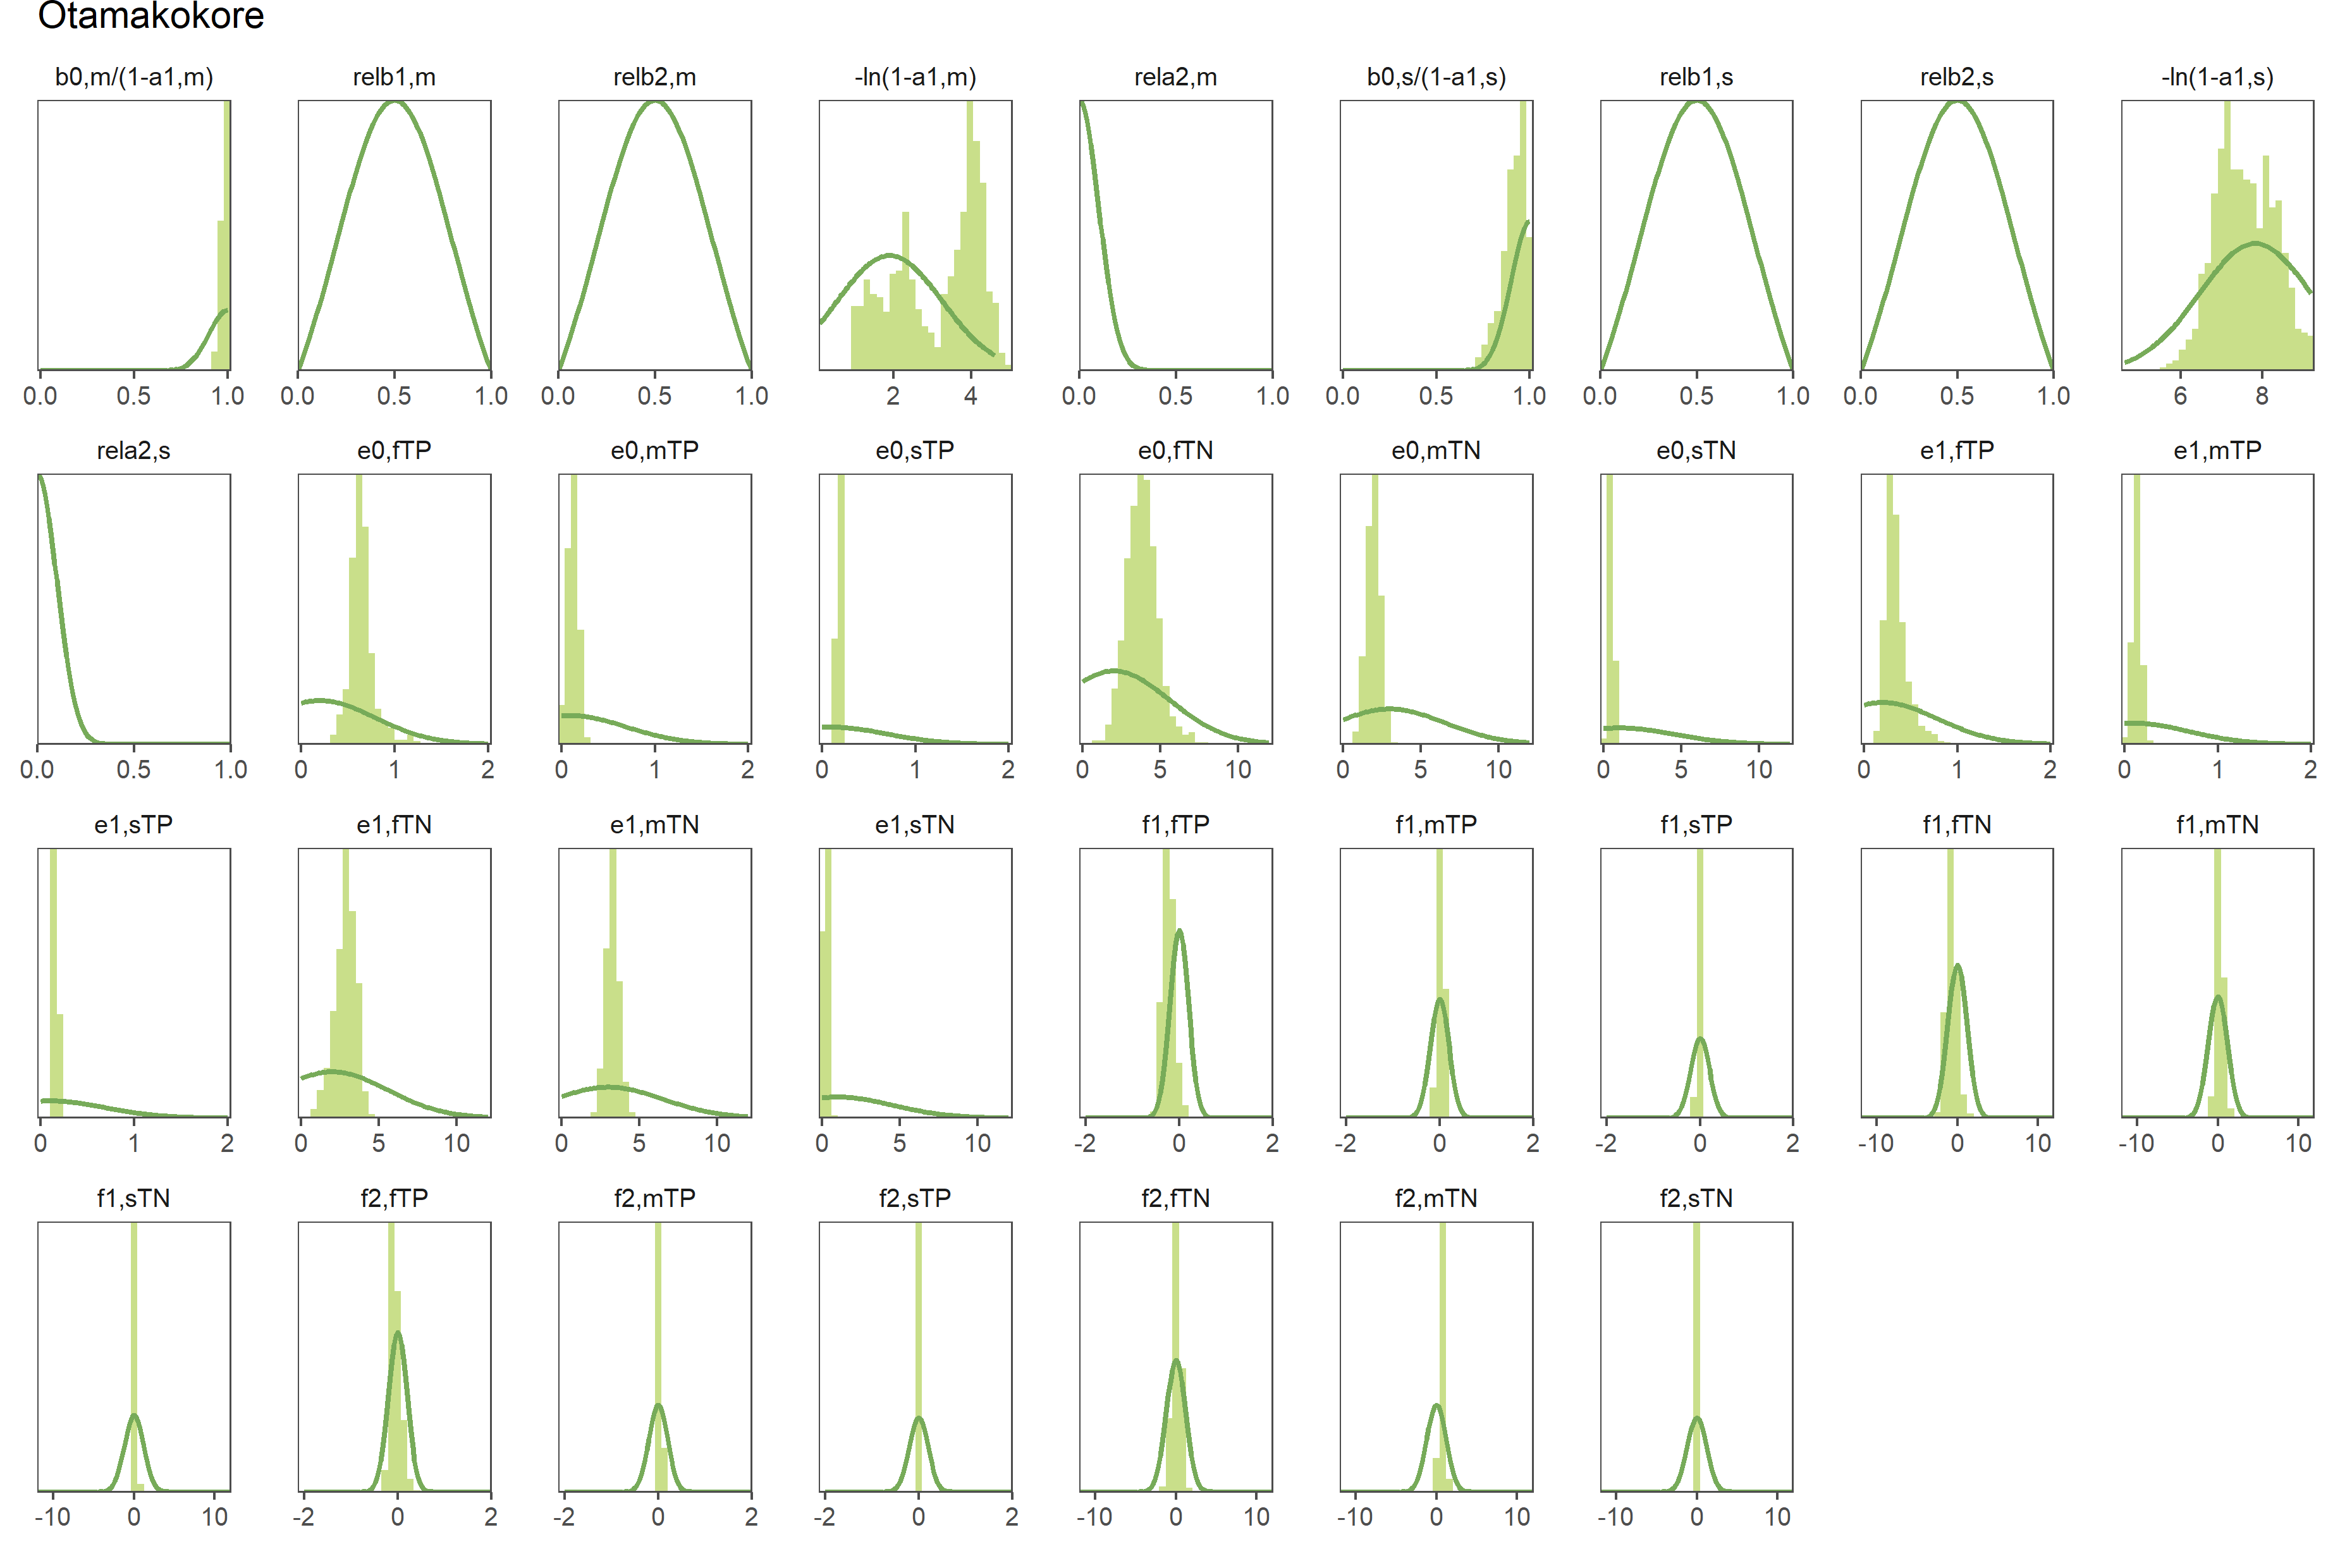 Otamakokore
b0,m/(1-a1,m) relb1,m relb2,m -ln(1-a1,m) rela2,m b0,s/(1-a1,s) relb1,s relb2,s -ln(1-a1,s)
0.0 0.5 1.0 0.0 0.5 1.0 0.0 0.5 1.0 2 4 0.0 0.5 1.0 0.0 0.5 1.0 0.0 0.5 1.0 0.0 0.5 1.0 6 8
rela2,s e0,fTP e0,mTP e0,sTP e0,fTN e0,mTN e0,sTN e1,fTP e1,mTP
0.0 0.5 1.0 0 1 2 0 1 2 0 1 2 0 5 10 0 5 10 0 5 10 0 1 2 0 1 2
e1,sTP e1,fTN e1,mTN e1,sTN f1,fTP f1,mTP f1,sTP f1,fTN f1,mTN
0 1 2 0 5 10 0 5 10 0 5 10 -2 0 2 -2 0 2 -2 0 2 -10 0 10 -10 0 10
f1,sTN f2,fTP f2,mTP f2,sTP f2,fTN f2,mTN f2,sTN
-10 0 10 -2 0 2 -2 0 2 -2 0 2 -10 0 10 -10 0 10 -10 0 10